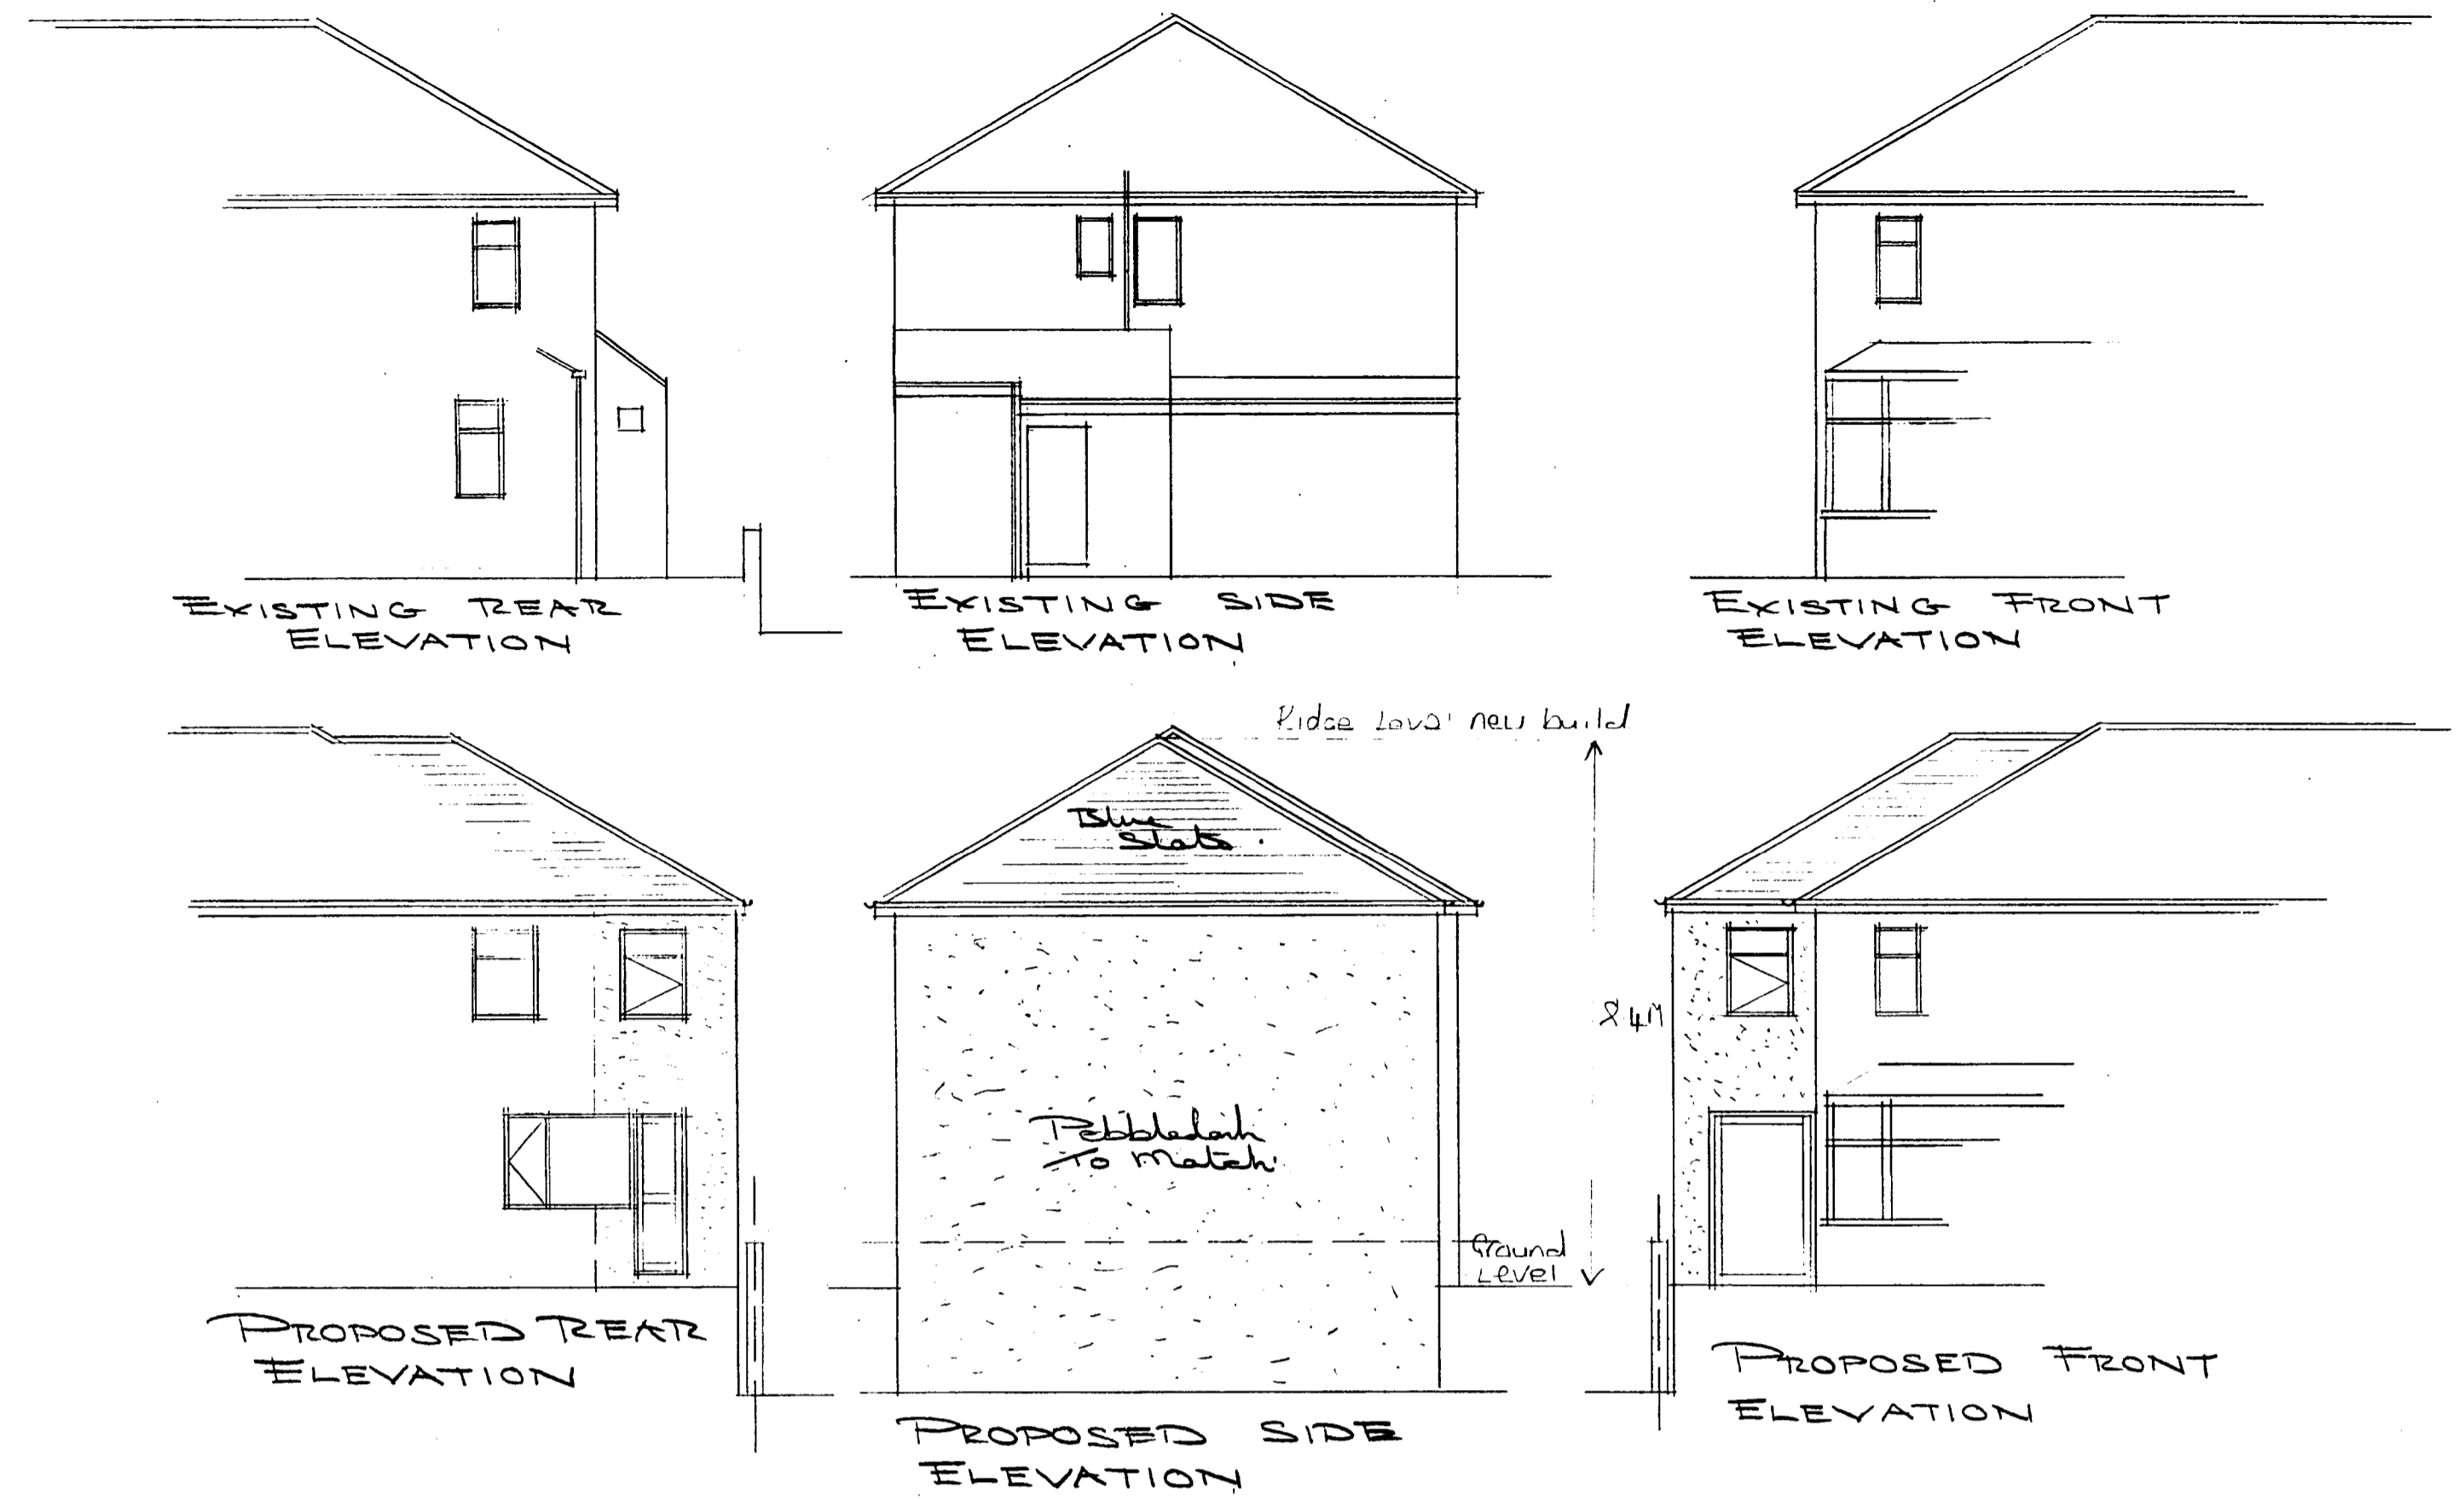 EXISTING REAR
ELEVATION
EXISTING SIDE
ELEVATION
EXISTING FRONT
ELEVATION
Ridge Level new build
Blue
Slate.
8.4M
Pebbledash
To Match.
Ground
Level
PROPOSED REAR
ELEVATION
PROPOSED SIDE
ELEVATION
PROPOSED FRONT
ELEVATION